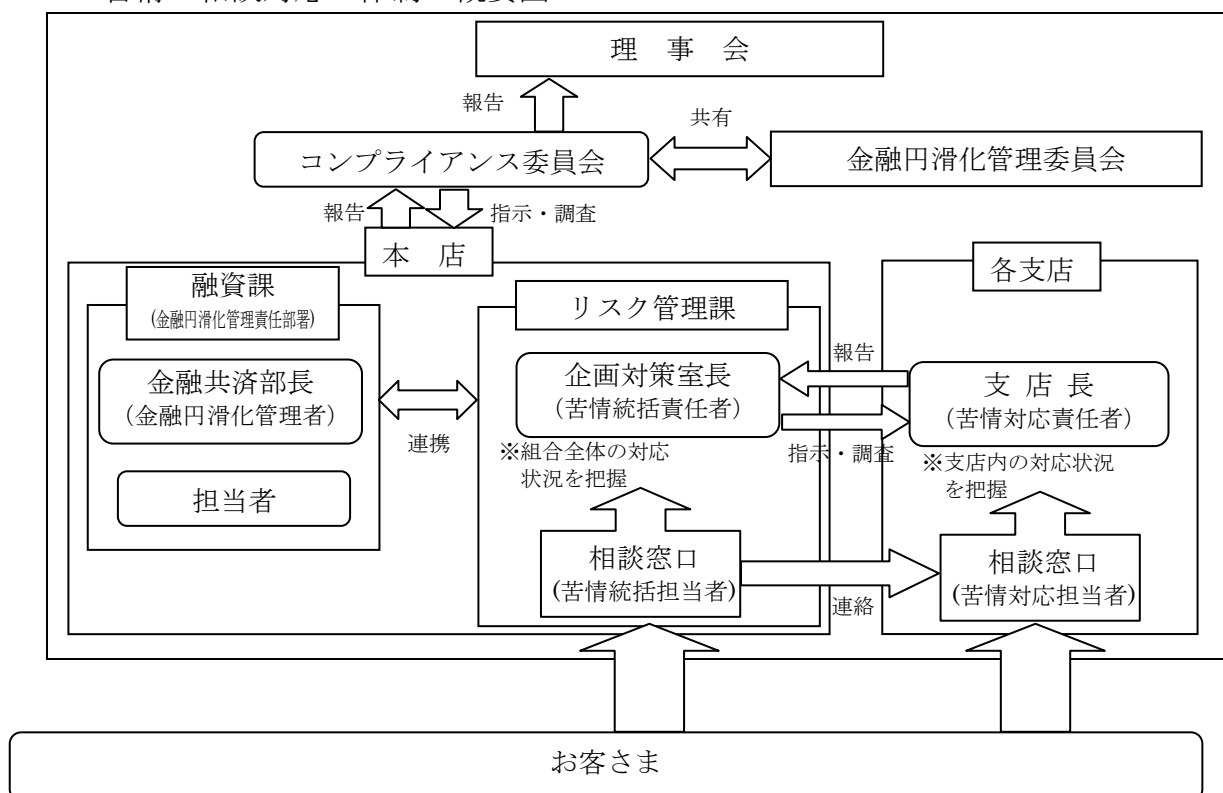 理 事 会
報告
共有
コンプライアンス委員会
金融円滑化管理委員会
報告
指示・調査
本 店
各支店
融資課
(金融円滑化管理責任部署)
リスク管理課
報告
金融共済部長
(金融円滑化管理者)
企画対策室長
(苦情統括責任者)
支 店 長
(苦情対応責任者)
連携
指示・調査
※組合全体の対応
状況を把握
※支店内の対応状況
を把握
担当者
相談窓口
(苦情統括担当者)
相談窓口
(苦情対応担当者)
連絡
お客さま